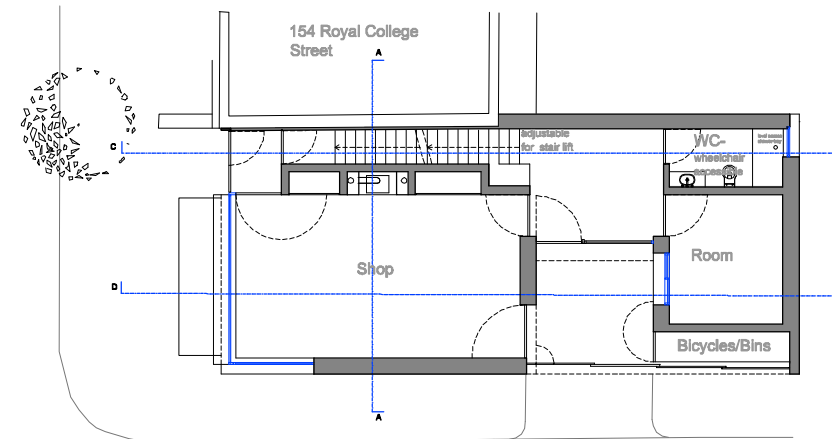 154 Royal College
Street
A
adjustable
for stair lift
WC-
wheelchair
accessible
C
Shop
Room
D
Bicycles/Bins
A